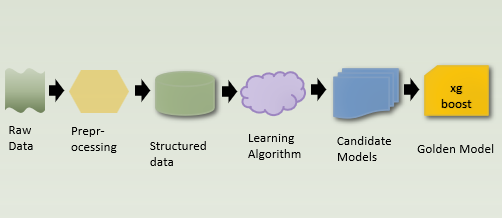 xg
boost
Raw
Data
Prepr-
ocessing
Structured
data
Learning
Algorithm
Candidate
Models
Golden Model